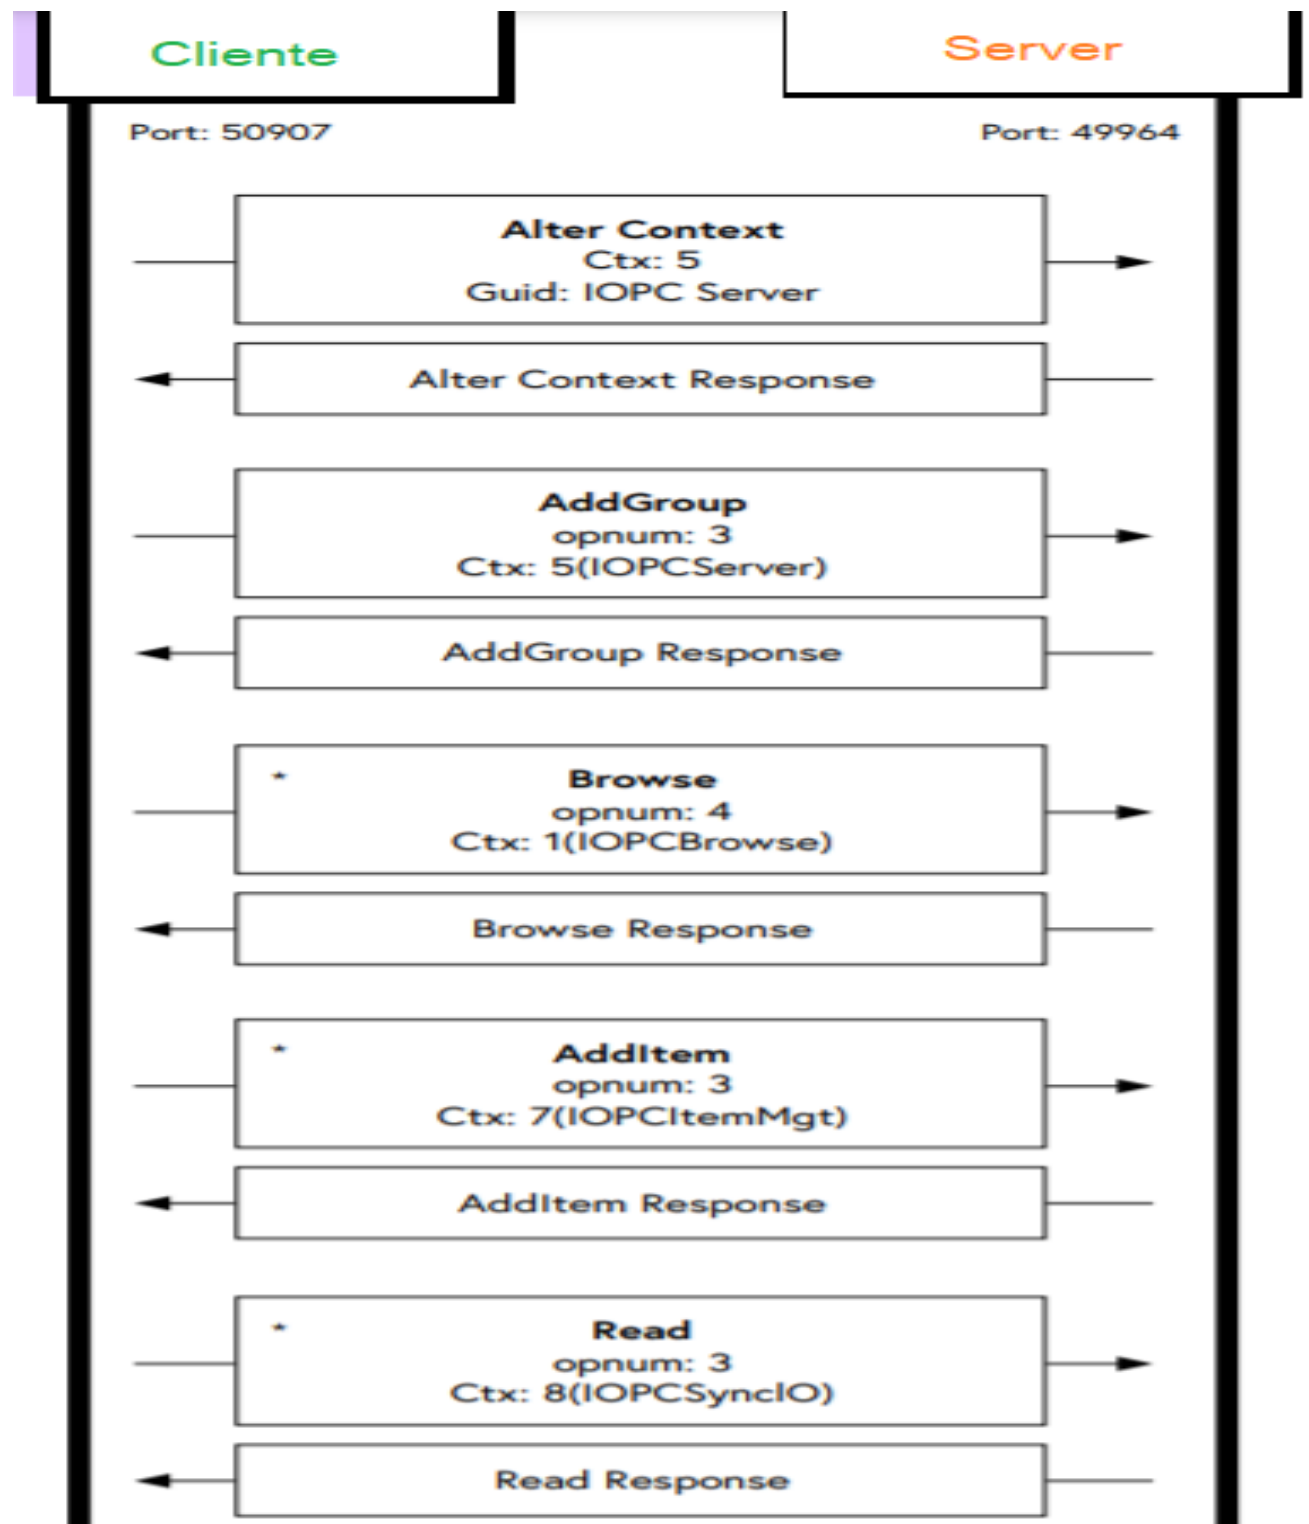 Cliente
Server
Port: 50907
Port: 49964
Alter Context
Ctx: 5
Guid: IOPC Server
Alter Context Response
AddGroup
opnum: 3
Ctx: 5(IOPCServer)
AddGroup Response
* Browse
opnum: 4
Ctx: 1(IOPCBrowse)
Browse Response
* AddItem
opnum: 3
Ctx: 7(IOPCItemMgt)
AddItem Response
* Read
opnum: 3
Ctx: 8(IOPCSyncIO)
Read Response